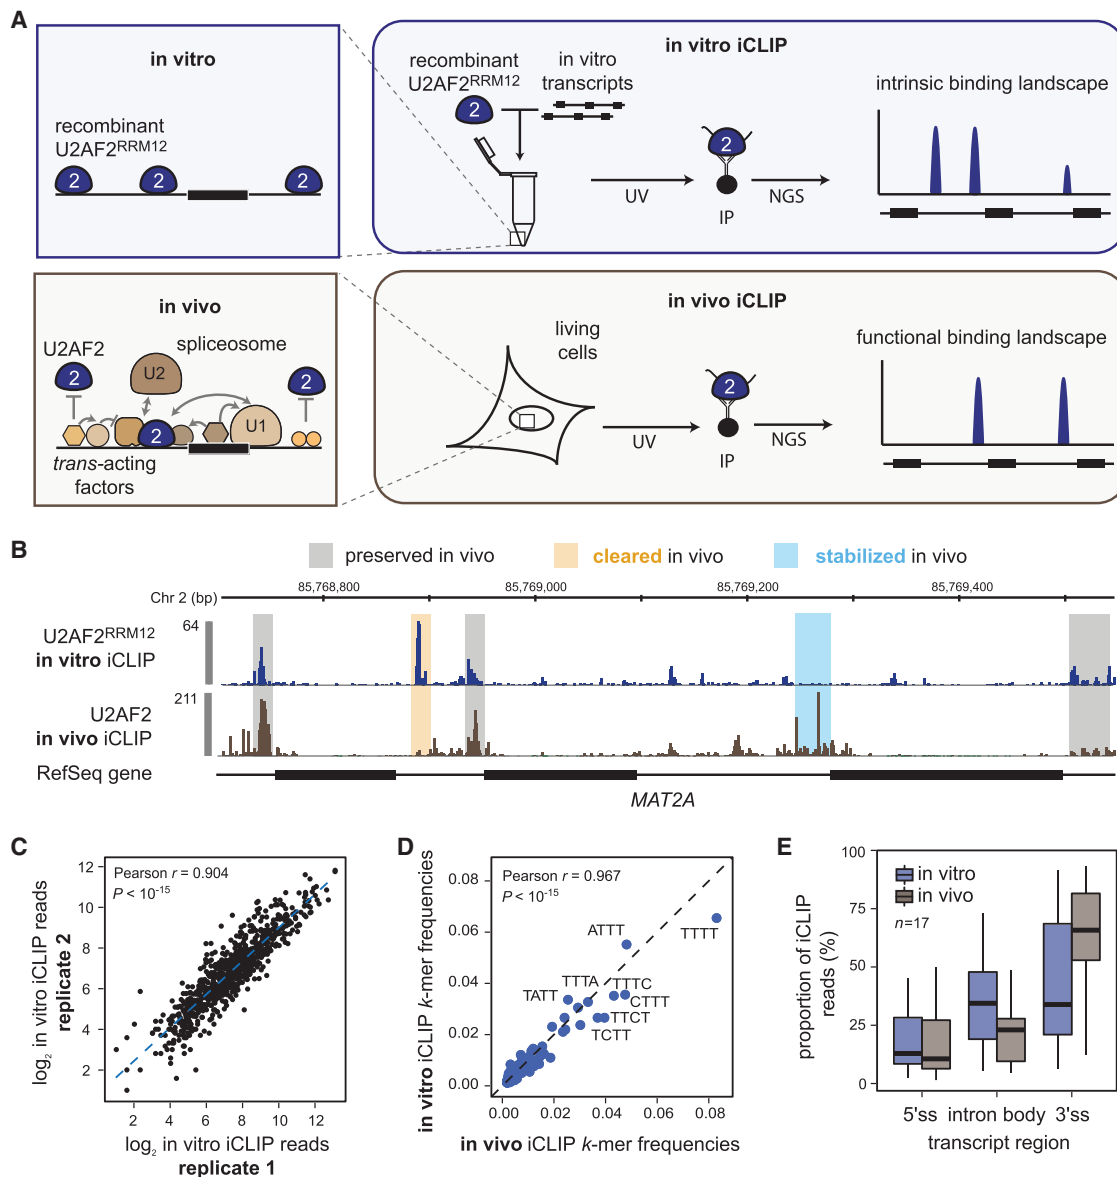 A
in vitro
recombinant
U2AF2RRM12
2
2
2
in vitro iCLIP
recombinant
U2AF2RRM12
2
in vitro
transcripts
UV
2
IP
NGS
intrinsic binding landscape
in vivo
U2AF2
2
spliceosome
U2
2
2
U1
trans-acting
factors
in vivo iCLIP
living
cells
UV
2
IP
NGS
functional binding landscape
B
preserved in vivo
cleared in vivo
stabilized in vivo
Chr 2 (bp)
85,768,800
85,769,000
85,769,200
85,769,400
U2AF2RRM12
in vitro iCLIP
64
U2AF2
in vivo iCLIP
211
RefSeq gene
MAT2A
C
Pearson r = 0.904
P < 10-15
log2 in vitro iCLIP reads
replicate 2
12
10
8
6
4
2
2
4
6
8
10
12
log2 in vitro iCLIP reads
replicate 1
D
Pearson r = 0.967
P < 10-15
in vitro iCLIP k-mer frequencies
0.08
0.06
0.04
0.02
0.00
ATTT
TTTT
TTTA
TATT
TTTC
CTTT
TTCT
TCTT
0.00
0.02
0.04
0.06
0.08
in vivo iCLIP k-mer frequencies
E
in vitro
in vivo
n=17
proportion of iCLIP
reads (%)
100
75
50
25
0
5'ss
intron body
3'ss
transcript region